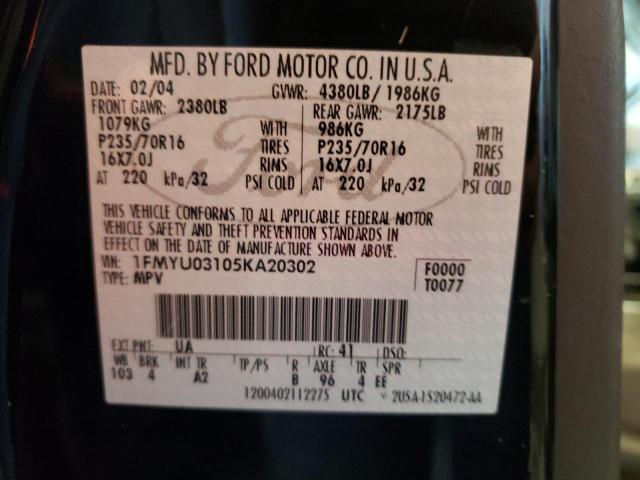 MFD. BY FORD MOTOR CO. IN U.S.A.
DATE: 02/04 GVWR: 4380LB/ 1986KG
FRONT GAWR: 2380LB REAR GAWR: 2175LB
1079KG WITH 986KG WITH
P235/70R16 TIRES P235/70R16 TIRES
16X7.0J RIMS 16X7.0J RIMS
AT 220 kPa/32 PSI COLD AT 220 kPa/32 PSI COLD
Ford
THIS VEHICLE CONFORMS TO ALL APPLICABLE FEDERAL MOTOR
VEHICLE SAFETY AND THEFT PREVENTION STANDARDS IN
EFFECT ON THE DATE OF MANUFACTURE SHOWN ABOVE.
VIN: 1FMYU03105KA20302 F0000
TYPE: MPV T0077
EXT PNT: UA RC: 41 DSO:
WB BRK INT TR TP/PS R AXLE TR SPR
103 4 A2 B 96 4 EE
120040211227​5 UTC 2U5A-1520472-AA